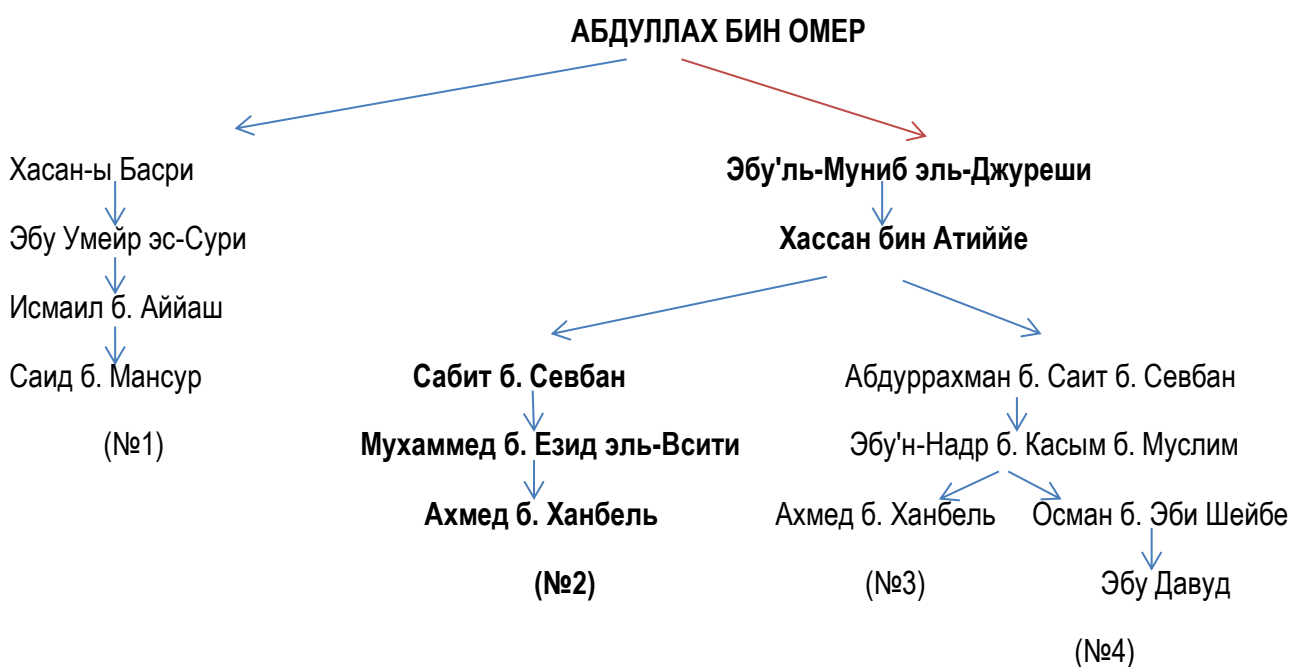 АБДУЛЛАХ БИН ОМЕР
Хасан-ы Басри
Эбу'ль-Муниб эль-Джуреши
Эбу Умейр эс-Сури
Хассан бин Атиййе
Исмаил б. Аййаш
Саид б. Мансур
Сабит б. Севбан
Абдуррахман б. Саит б. Севбан
(№1)
Мухаммед б. Езид эль-Всити
Эбу'н-Надр б. Касым б. Муслим
Ахмед б. Ханбель
Ахмед б. Ханбель
Осман б. Эби Шейбе
(№2)
(№3)
Эбу Давуд
(№4)